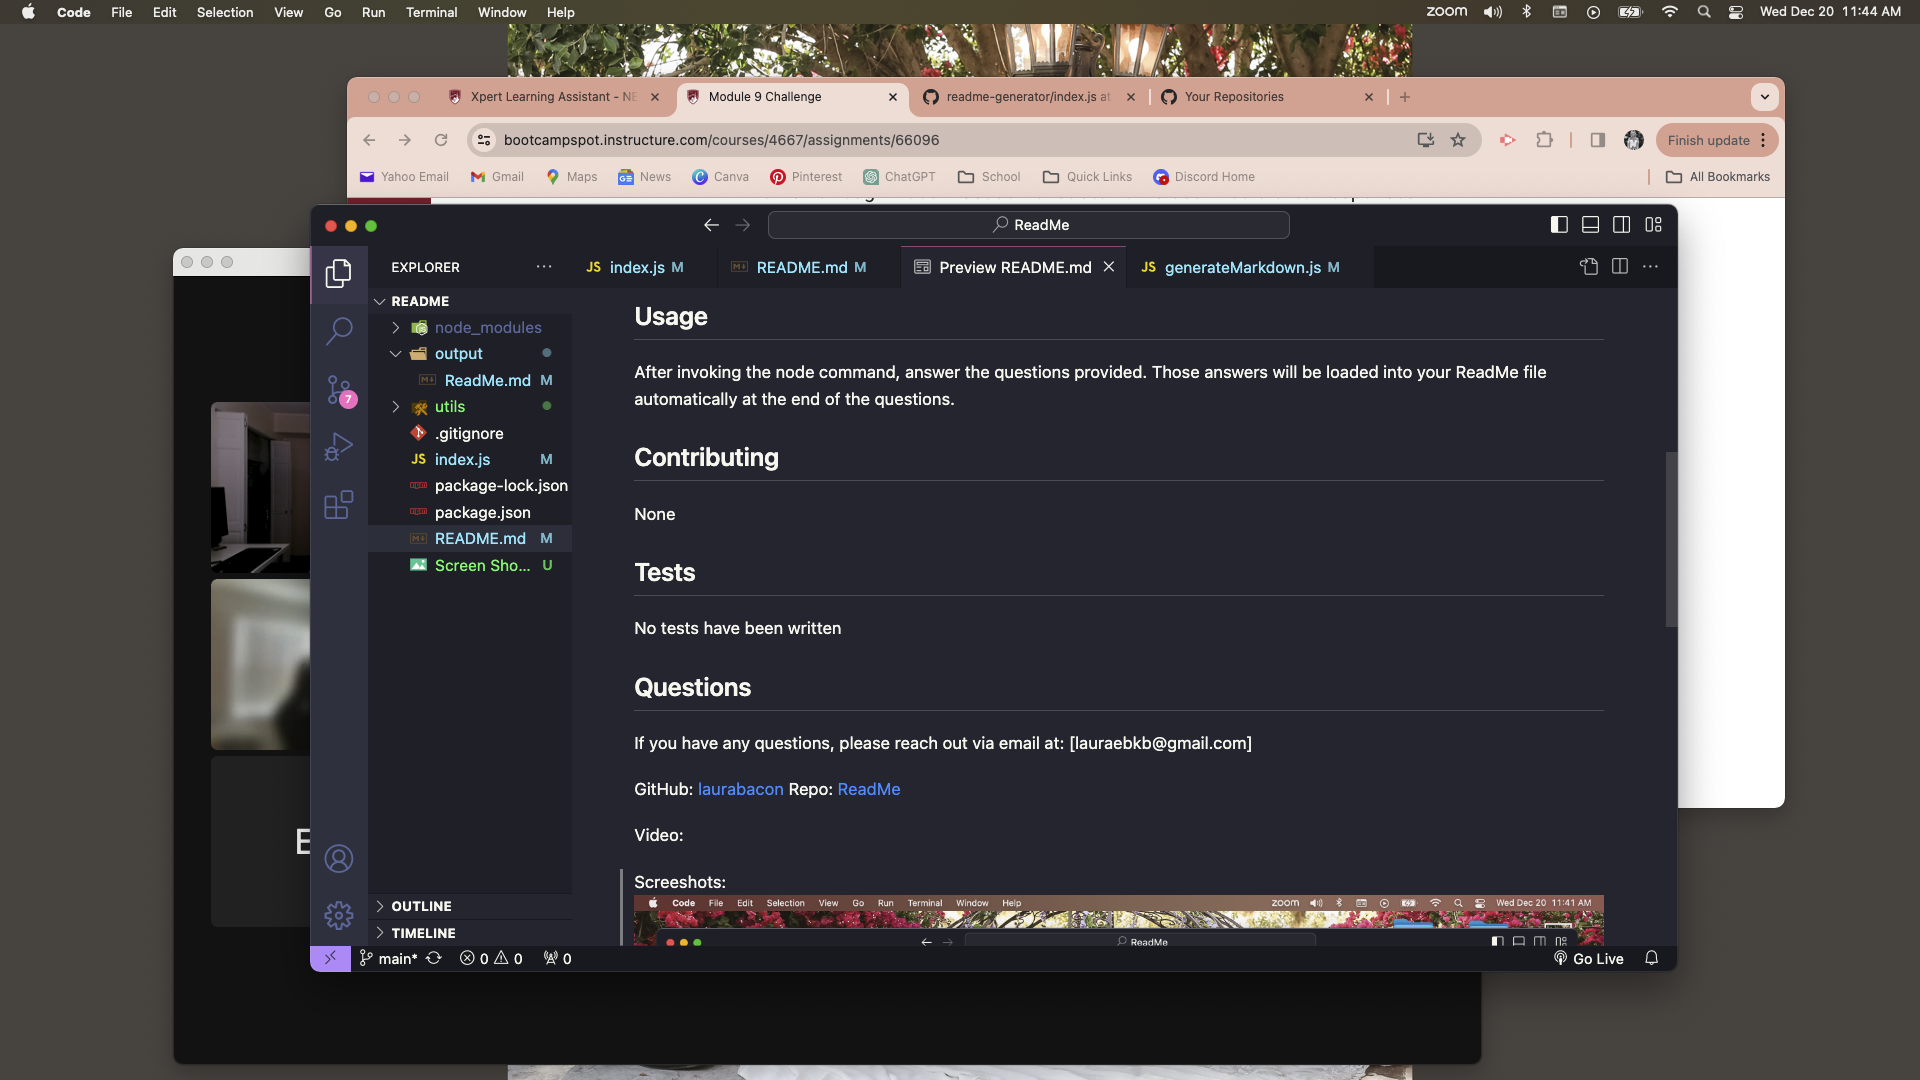 Code File Edit Selection View Go Run Terminal Window Help
zoom Wed Dec 20 11:44 AM
Xpert Learning Assistant - NE
Module 9 Challenge
readme-generator/index.js at
Your Repositories
bootcampspot.instructure.com/courses/4667/assignments/66096
Finish update
Yahoo Email Gmail Maps News Canva Pinterest ChatGPT School Quick Links Discord Home All Bookmarks
ReadMe
EXPLORER
JS index.js M
README.md M
Preview README.md
JS generateMarkdown.js M
README
node_modules
output
ReadMe.md M
utils
.gitignore
JS index.js M
package-lock.json
package.json
README.md M
Screen Sho... U
7
OUTLINE
TIMELINE
Usage
After invoking the node command, answer the questions provided. Those answers will be loaded into your ReadMe file
automatically at the end of the questions.
Contributing
None
Tests
No tests have been written
Questions
If you have any questions, please reach out via email at: [lauraebkb@gmail.com]
GitHub: laurabacon Repo: ReadMe
Video:
Screeshots:
Code File Edit Selection View Go Run Terminal Window Help zoom Wed Dec 20 11:41 AM
ReadMe
main* 0 0 0 Go Live